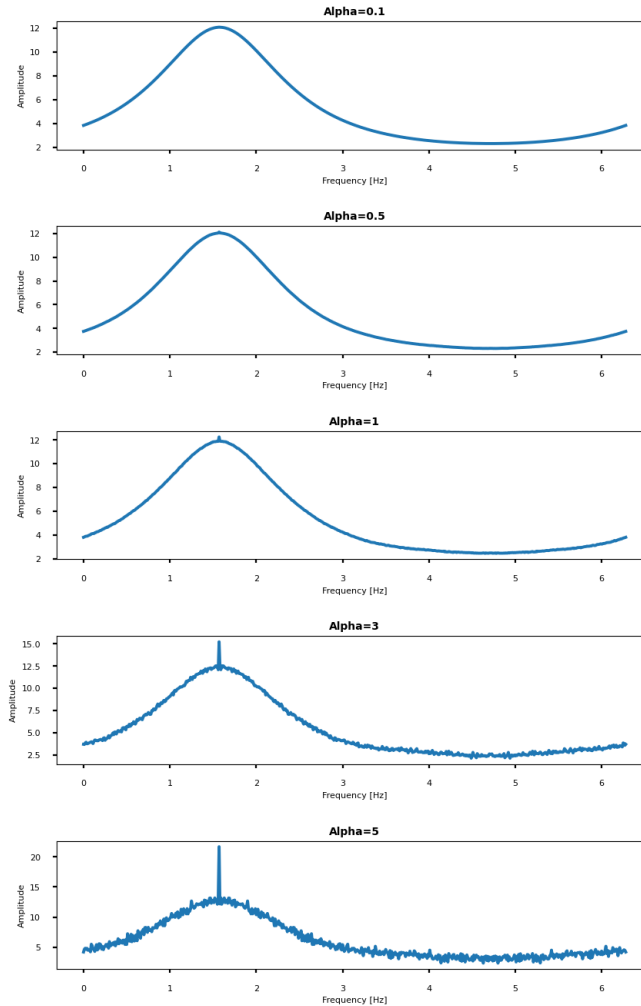 Alpha=0.1
12
10
8
6
4
2
Amplitude
0 1 2 3 4 5 6
Frequency [Hz]
Alpha=0.5
12
10
8
6
4
2
Amplitude
0 1 2 3 4 5 6
Frequency [Hz]
Alpha=1
12
10
8
6
4
2
Amplitude
0 1 2 3 4 5 6
Frequency [Hz]
Alpha=3
15.0
12.5
10.0
7.5
5.0
2.5
Amplitude
0 1 2 3 4 5 6
Frequency [Hz]
Alpha=5
20
15
10
5
Amplitude
0 1 2 3 4 5 6
Frequency [Hz]